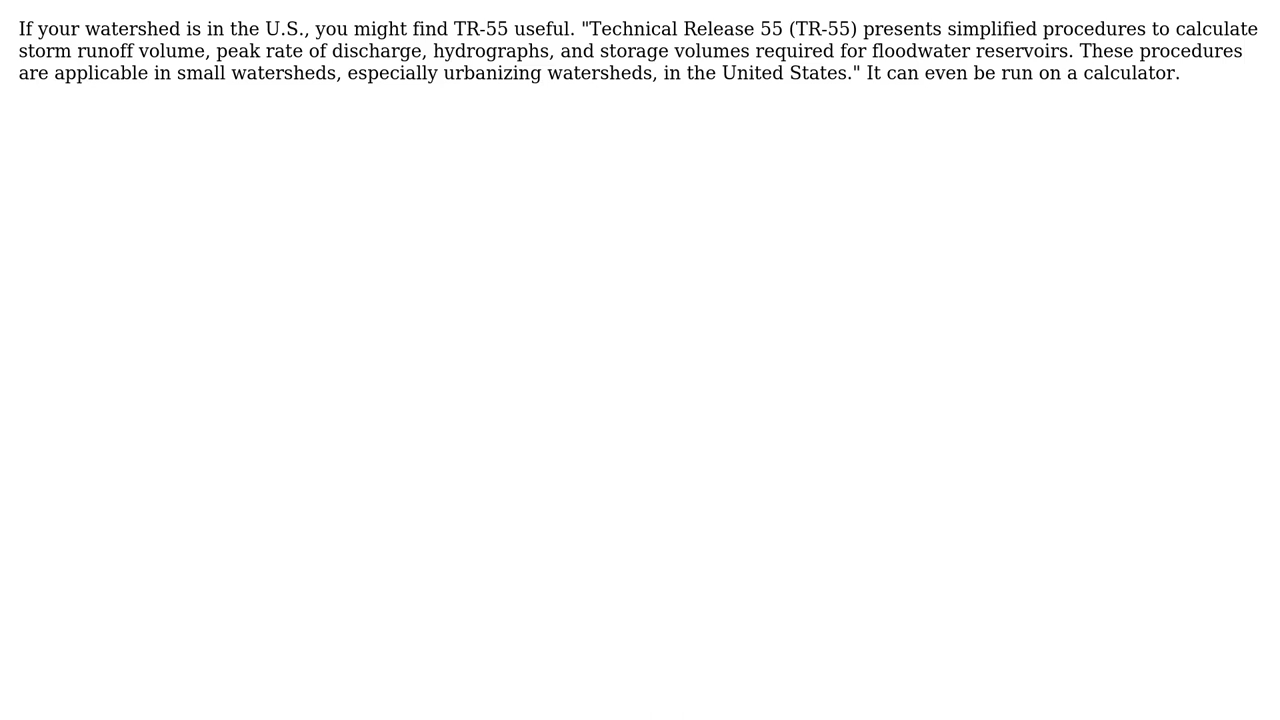 If your watershed is in the U.S., you might find TR-55 useful. "Technical Release 55 (TR-55) presents simplified procedures to calculate
storm runoff volume, peak rate of discharge, hydrographs, and storage volumes required for floodwater reservoirs. These procedures
are applicable in small watersheds, especially urbanizing watersheds, in the United States." It can even be run on a calculator.